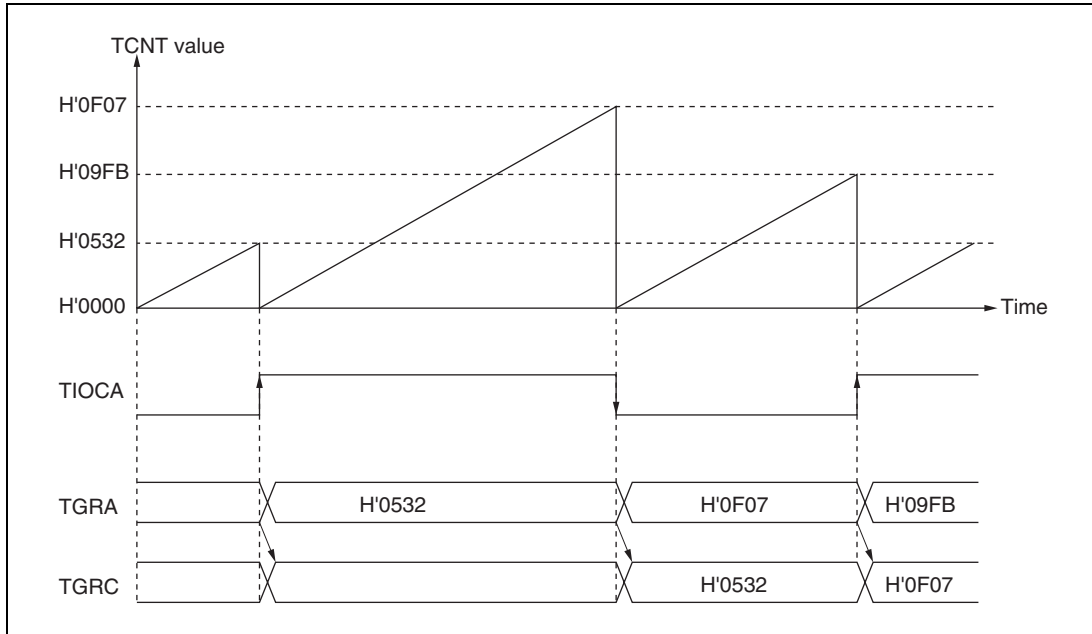 TCNT value
H'0F07
H'09FB
H'0532
H'0000
Time
TIOCA
TGRA
H'0532
H'0F07
H'09FB
TGRC
H'0532
H'0F07